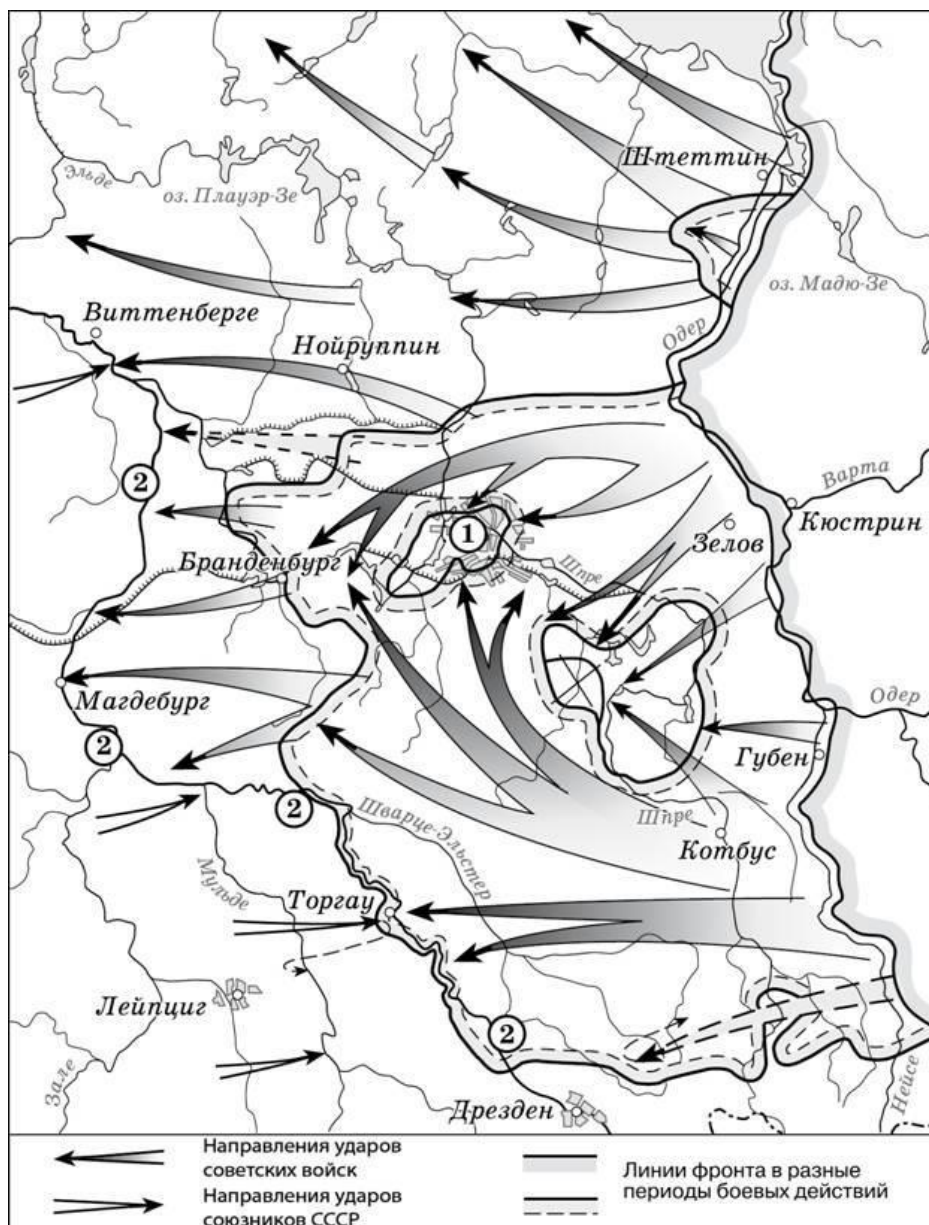 Штеттин
Эльде
оз. Плауэр-Зе
оз. Мадю-Зе
Виттенберге
Одер
Нойруппин
2
Варта
1
Кюстрин
Зелов
Бранденбург
Шпре
Магдебург
Одер
2
Губен
2
Шварце-Эльстер
Шпре
Котбус
Мульде
Торгау
Лейпциг
2
Зале
Дрезден
Нейсе
Направления ударов
советских войск
Направления ударов
союзников СССР
Линии фронта в разные
периоды боевых действий